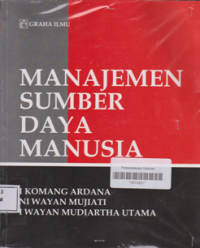 GRAHA ILMU
MANAJEMEN
SUMBER
DAYA
MANUSIA
I KOMANG ARDANA
NI WAYAN MUJIATI
I WAYAN MUDIARTHA UTAMA